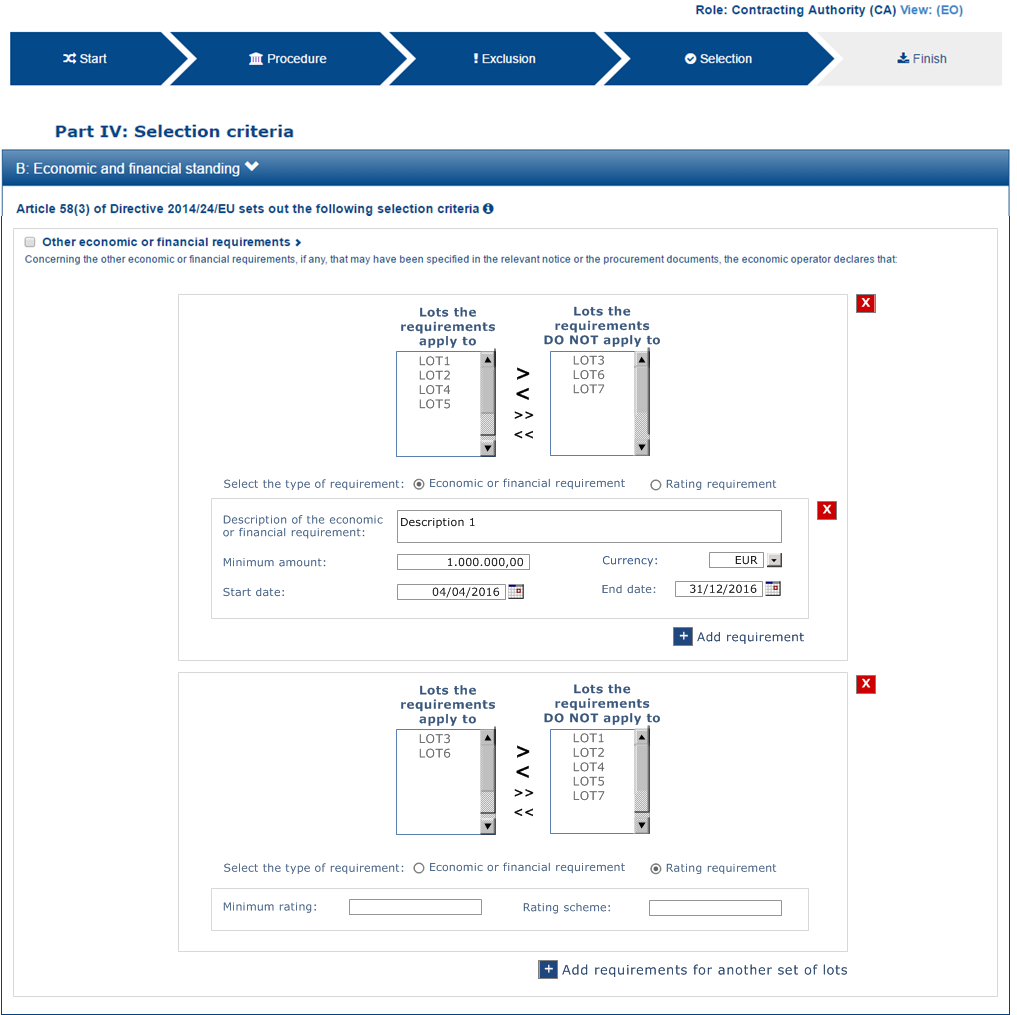 Role: Contracting Authority (CA) View: (EO)
Start
Procedure
Exclusion
Selection
Finish
Part IV: Selection criteria
B: Economic and financial standing
Article 58(3) of Directive 2014/24/EU sets out the following selection criteria
Other economic or financial requirements
Concerning the other economic or financial requirements, if any, that may have been specified in the relevant notice or the procurement documents, the economic operator declares that:
X
Lots the
requirements
apply to
LOT1
LOT2
LOT4
LOT5
>
<
>>
<<
Lots the
requirements
DO NOT apply to
LOT3
LOT6
LOT7
Select the type of requirement: Economic or financial requirement Rating requirement
X
Description of the economic
or financial requirement:
Description 1
Minimum amount: 1.000.000,00 Currency: EUR
Start date: 04/04/2016 End date: 31/12/2016
+ Add requirement
X
Lots the
requirements
apply to
LOT3
LOT6
>
<
>>
<<
Lots the
requirements
DO NOT apply to
LOT1
LOT2
LOT4
LOT5
LOT7
Select the type of requirement: Economic or financial requirement Rating requirement
Minimum rating: Rating scheme:
+ Add requirements for another set of lots